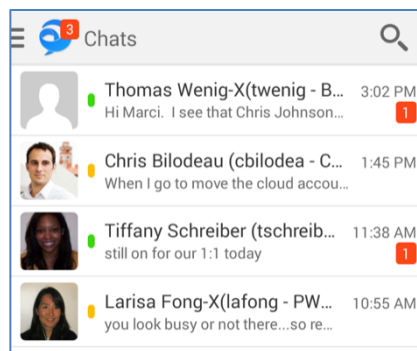 3
Chats
Thomas Wenig-X(twenig - B... 3:02 PM
Hi Marci. I see that Chris Johnson... 1
Chris Bilodeau (cbilodea - C... 1:45 PM
When I go to move the cloud accou...
Tiffany Schreiber (tschreib... 11:38 AM
still on for our 1:1 today 1
Larisa Fong-X(lafong - PW... 10:55 AM
you look busy or not there...so re...